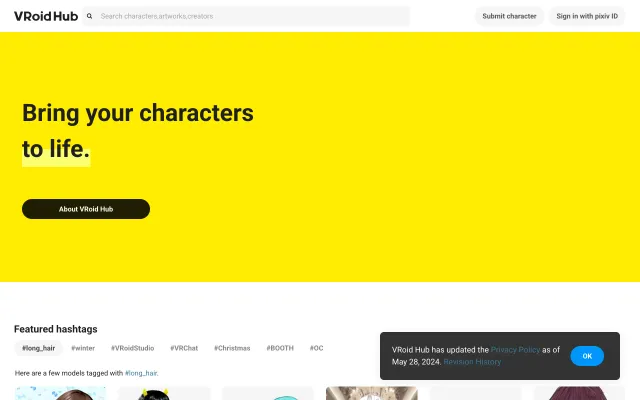 VRoid Hub
Search characters,artworks,creators
Submit character
Sign in with pixiv ID
Bring your characters
to life.
About VRoid Hub
Featured hashtags
#long_hair #winter #VRoidStudio #VRChat #Christmas #BOOTH #OC
Here are a few models tagged with #long_hair.
VRoid Hub has updated the Privacy Policy as of
May 28, 2024. Revision History
OK